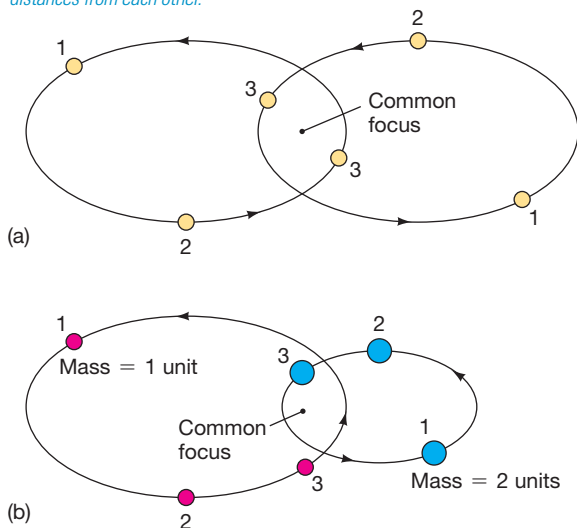 distances from each other.
2
1
3
Common
focus
3
1
2
(a)
1
2
3
Mass = 1 unit
Common
focus
1
3
Mass = 2 units
2
(b)